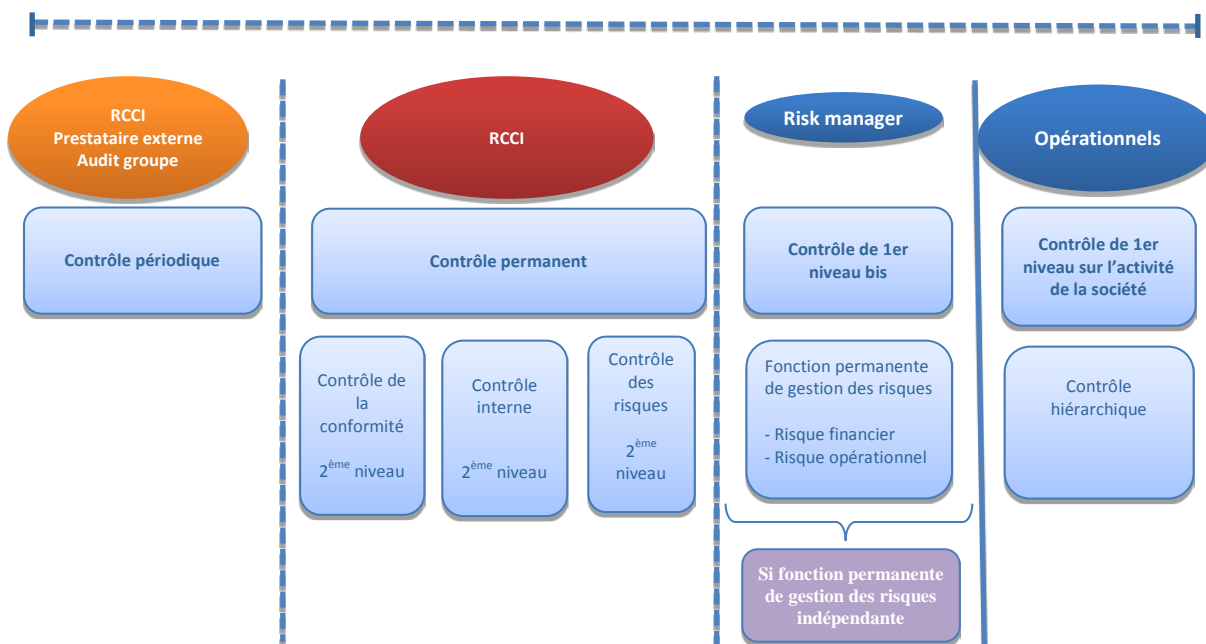 RCCI
Prestataire externe
Audit groupe
Contrôle périodique
RCCI
Contrôle permanent
Contrôle de
la
conformité
2ème niveau
Contrôle
interne
2ème niveau
Contrôle
des
risques
2ème
niveau
Risk manager
Contrôle de 1er
niveau bis
Fonction permanente
de gestion des risques
- Risque financier
- Risque opérationnel
Si fonction permanente
de gestion des risques
indépendante
Opérationnels
Contrôle de 1er
niveau sur l’activité
de la société
Contrôle
hiérarchique